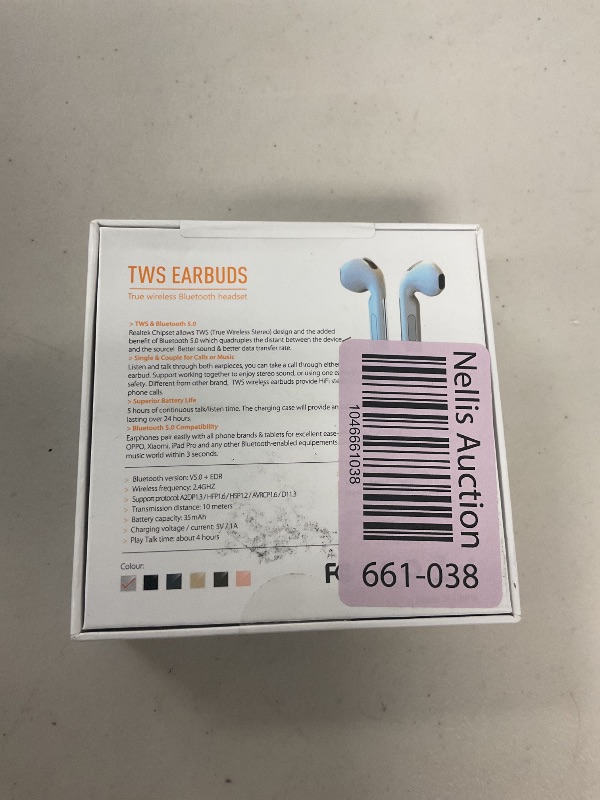 TWS EARBUDS
True wireless Bluetooth headset
> TWS & Bluetooth 5.0
Realtek Chipset allows TWS (True Wireless Stereo) design and the added
benefit of Bluetooth 5.0 which quadruples the distant between the device
and the source! Better sound & better data transfer rate.
> Single & Couple for Calls or Music
Listen and talk through both earpieces, you can take a call through either
earbud. Support working together to enjoy stereo sound, or using one
safety. Different from other brand, TWS wireless earbuds provide HiFi
phone calls.
> Superior Battery Life
5 hours of continuous talk/listen time. The charging case will provide
lasting over 24 hours.
> Bluetooth 5.0 Compatibility
Earphones pair easily with all phone brands & tablets for excellent ease-
OPPO, Xiaomi, iPad Pro and any other Bluetooth-enabled equipements
music world within 3 seconds.
> Bluetooth version: V5.0 + EDR
> Wireless frequency: 2.4GHZ
> Support protocol: A2DP1.3 / HFP1.6 / HSP1.2 / AVRCP1.6 / D11.3
> Transmission distance: 10 meters
> Battery capacity: 35mAh
> Charging voltage / current: 5V / 1A
> Play Talk time: about 4 hours
Colour:
Nellis Auction
1046661038
661-038